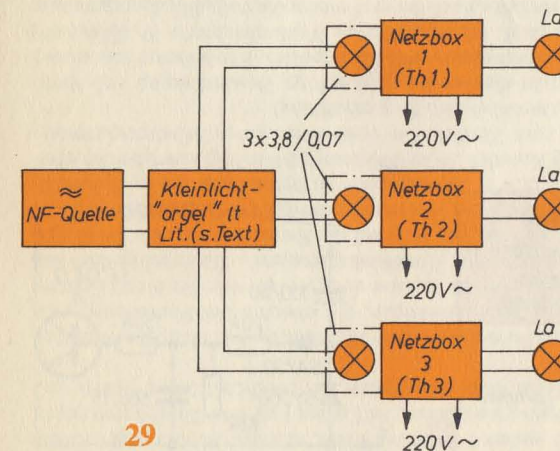 La
Netzbox
1
(Th1)
220V~
3x3,8/0,07
≈
NF-Quelle
Kleinlicht-
"orgel" lt
Lit.(s.Text)
La
Netzbox
2
(Th2)
220V~
La
Netzbox
3
(Th3)
220V~
29